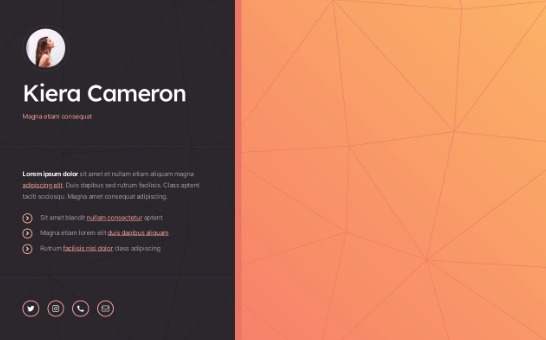 Kiera Cameron
Magna etiam consequat
Lorem ipsum dolor sit amet et nullam etiam aliquam magna
adipiscing elit. Duis dapibus sed rutrum facilisis. Class aptent
taciti sociosqu. Magna amet consequat adipiscing.
Sit amet blandit nullam consectetur aptent
Magna etiam lorem elit duis dapibus aliquam
Rutrum facilisis nisl dolor class adipiscing